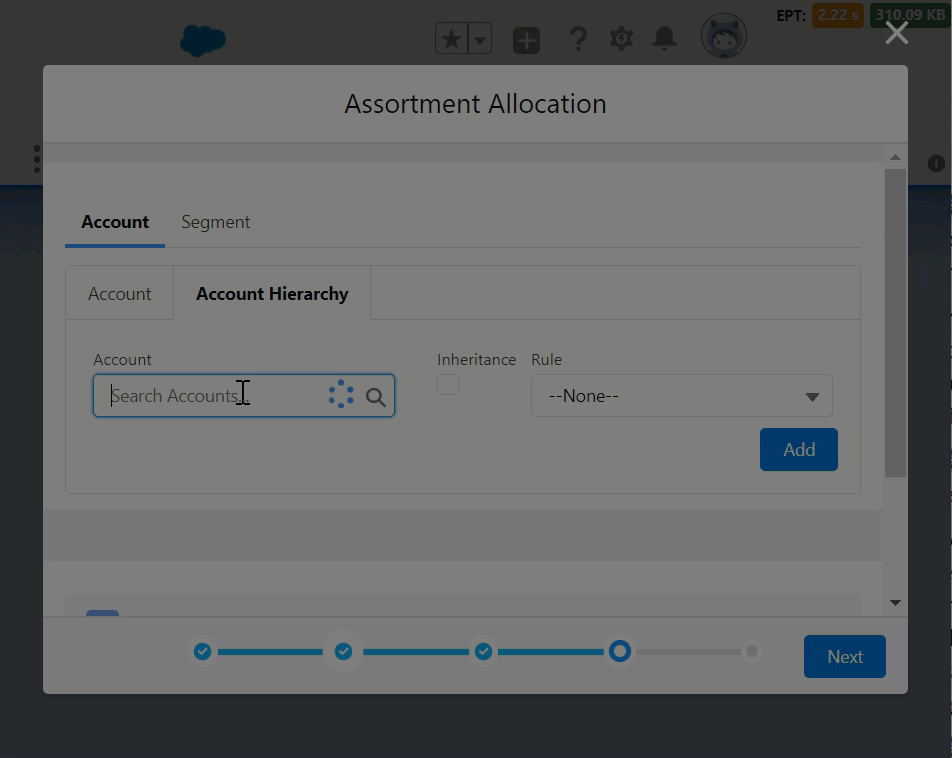 EPT: 2.22 s 310.09 KB
Assortment Allocation
Account Segment
Account Account Hierarchy
Account Inheritance Rule
Search Accounts... --None--
Add
Next